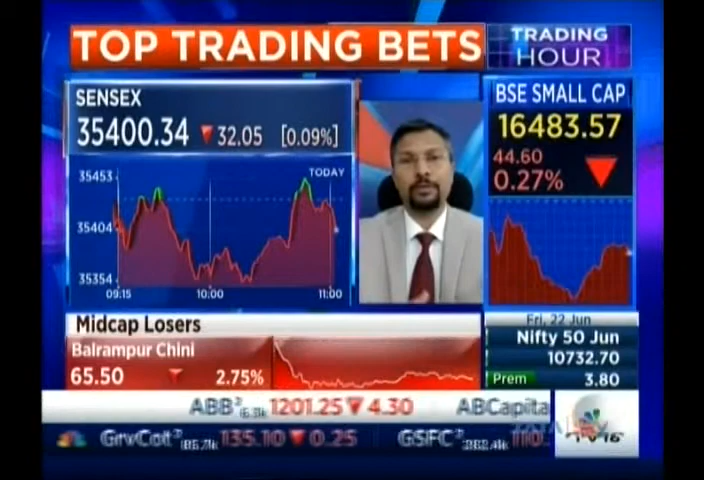 TOP TRADING BETS
TRADING
HOUR
SENSEX
35400.34 ▼ 32.05 [0.09%]
TODAY
35453
35404
35354
09:15 10:00 11:00
BSE SMALL CAP
16483.57
44.60
0.27% ▼
Midcap Losers
Balrampur Chini
65.50 ▼ 2.75%
Fri, 22 Jun
Nifty 50 Jun
10732.70
Prem 3.80
ABB 1201.25 ▼ 4.30 ABCapita
135.10 ▼ 0.25 GSFC